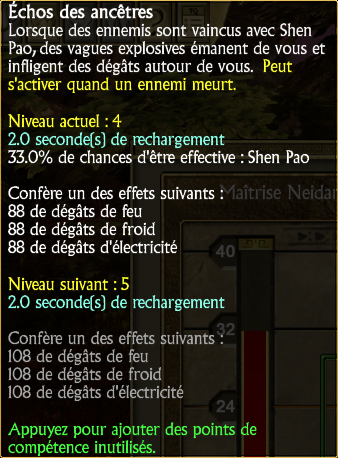 Échos des ancêtres
Lorsque des ennemis sont vaincus avec Shen
Pao, des vagues explosives émanent de vous et
infligent des dégâts autour de vous. Peut
s'activer quand un ennemi meurt.
Niveau actuel : 4
2.0 seconde(s) de rechargement
33.0% de chances d'être effective : Shen Pao
Confère un des effets suivants :
88 de dégâts de feu
88 de dégâts de froid
88 de dégâts d'électricité
Maîtrise Neidan
40
Niveau suivant : 5
2.0 seconde(s) de rechargement
32
Confère un des effets suivants :
108 de dégâts de feu
108 de dégâts de froid
108 de dégâts d'électricité
24
Appuyez pour ajouter des points de
compétence inutilisés.